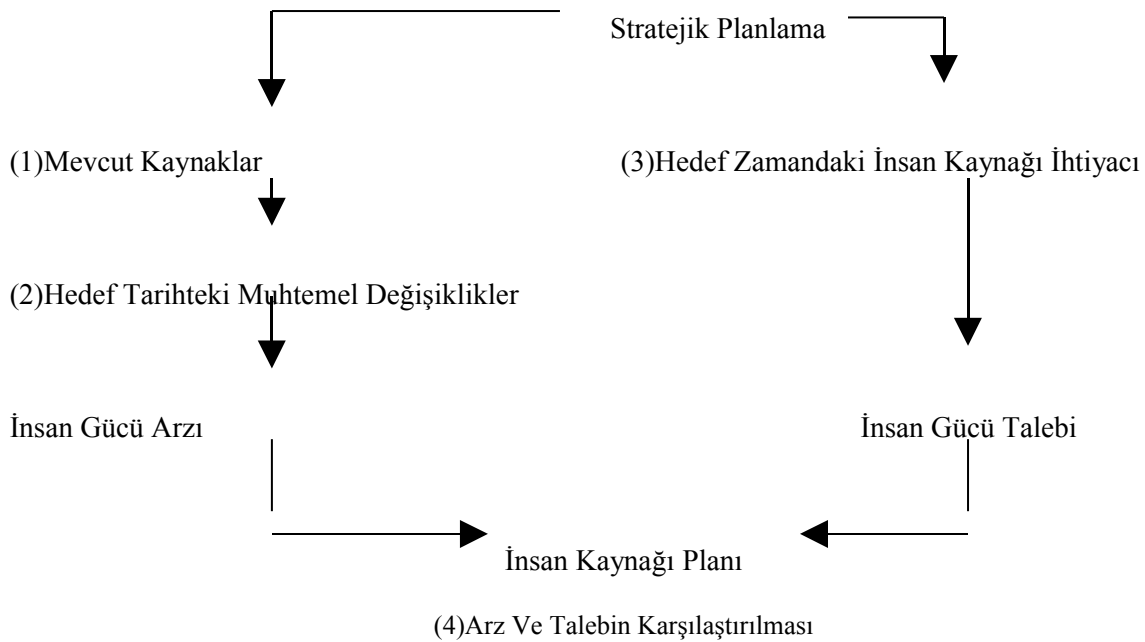 Stratejik Planlama
(1)Mevcut Kaynaklar
(3)Hedef Zamandaki İnsan Kaynağı İhtiyacı
(2)Hedef Tarihteki Muhtemel Değişiklikler
İnsan Gücü Arzı
İnsan Gücü Talebi
İnsan Kaynağı Planı
(4)Arz Ve Talebin Karşılaştırılması